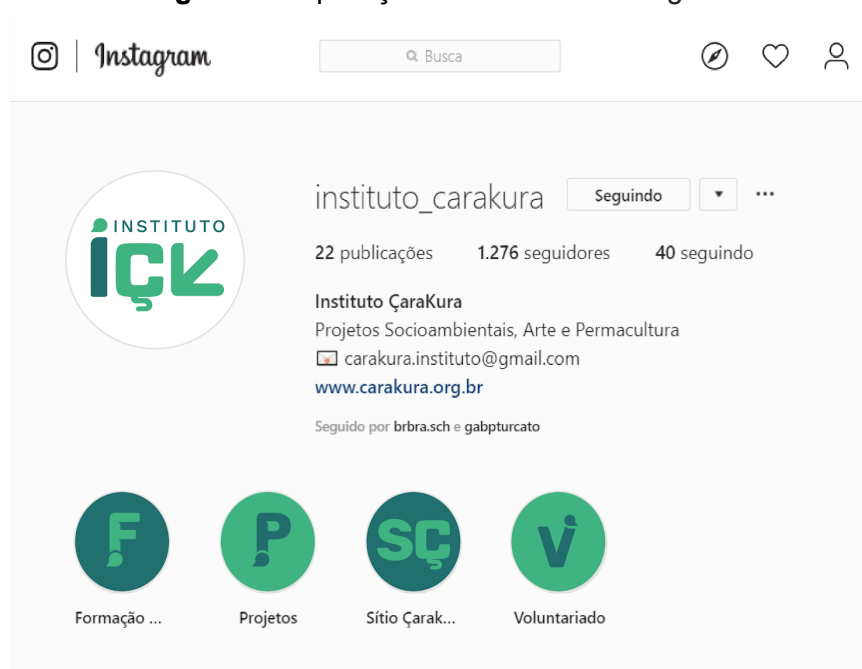 Instagram
Busca
instituto_carakura Seguindo
22 publicações 1.276 seguidores 40 seguindo
Instituto ÇaraKura
Projetos Socioambientais, Arte e Permacultura
carakura.instituto@gmail.com
www.carakura.org.br
Seguido por brbra.sch e gabpturcato
INSTITUTO
IÇK
F
P
SÇ
V
Formação ...
Projetos
Sítio Çarak...
Voluntariado